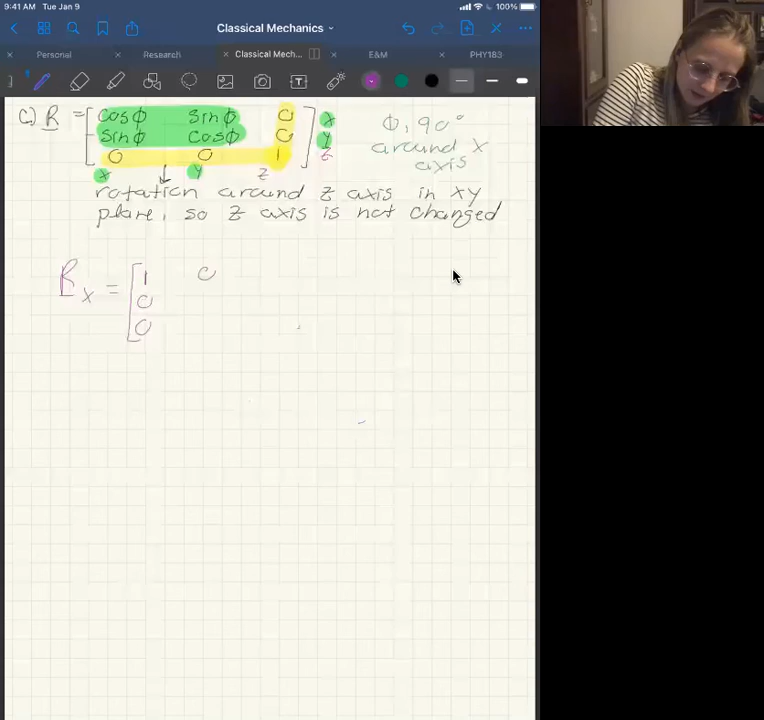 9:41 AM Tue Jan 9
100%
Classical Mechanics
Personal
Research
Classical Mech...
E&M
PHY183
T
c) R = [ cosϕ sinϕ 0 ] x
-sinϕ cosϕ 0 y
0 0 1 z
x y z
ϕ, 90°
around x
axis
rotation around z axis in xy
plane, so z axis is not changed
R x = [ 1 0
0
0